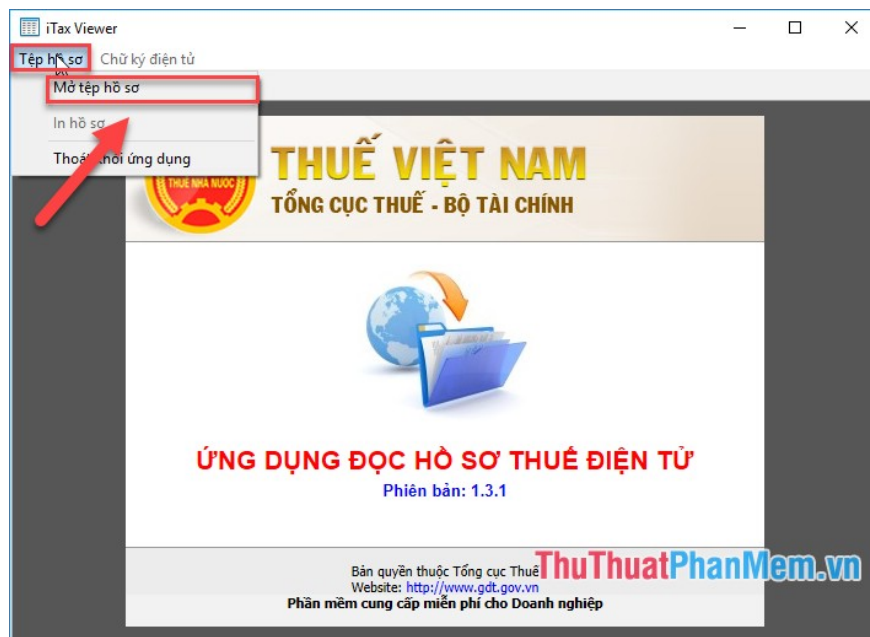 iTax Viewer
Tệp hồ sơ Chữ ký điện tử
Mở tệp hồ sơ
In hồ sơ
Thoát khỏi ứng dụng
THUẾ NHÀ NƯỚC
THUẾ VIỆT NAM
TỔNG CỤC THUẾ - BỘ TÀI CHÍNH
ỨNG DỤNG ĐỌC HỒ SƠ THUẾ ĐIỆN TỬ
Phiên bản: 1.3.1
Bản quyền thuộc Tổng cục Thuế
ThuThuatPhanMem.vn
Website: http://www.gdt.gov.vn
Phần mềm cung cấp miễn phí cho Doanh nghiệp